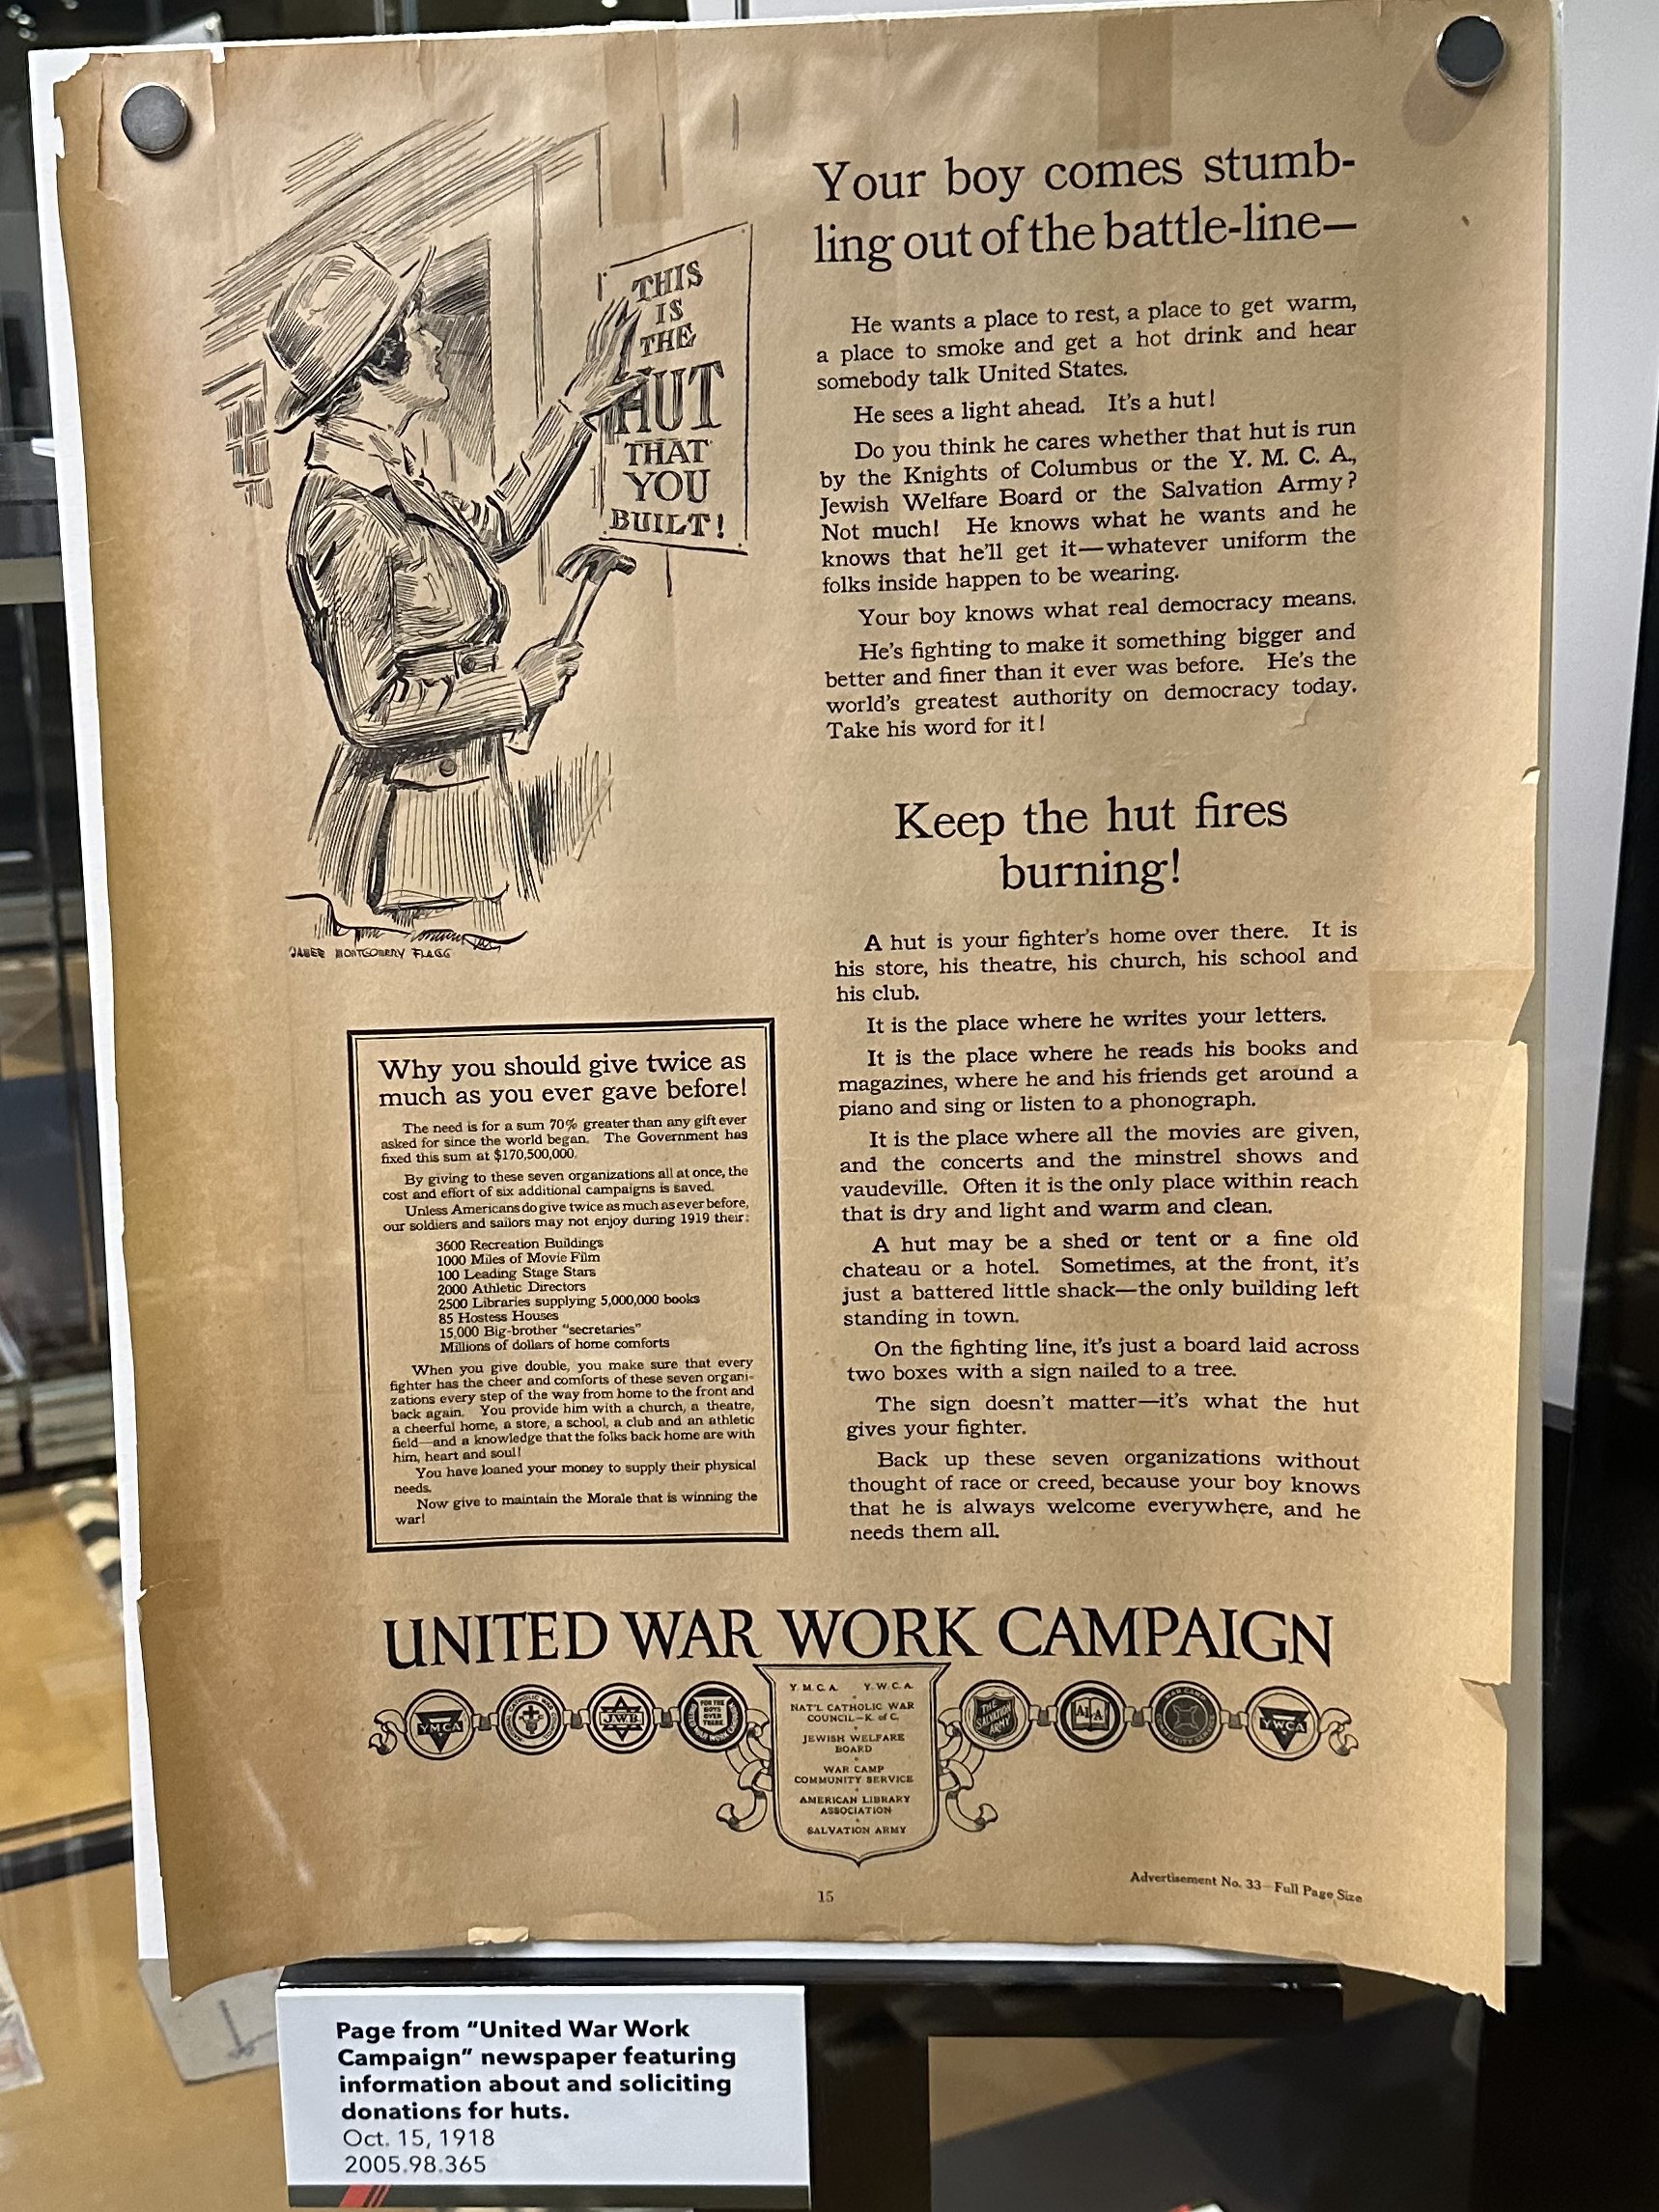 THIS
IS
THE
HUT
THAT
YOU
BUILT!
JAMES MONTGOMERY FLAGG
Your boy comes stumb-
ling out of the battle-line—
He wants a place to rest, a place to get warm,
a place to smoke and get a hot drink and hear
somebody talk United States.
He sees a light ahead. It's a hut!
Do you think he cares whether that hut is run
by the Knights of Columbus or the Y. M. C. A.,
Jewish Welfare Board or the Salvation Army?
Not much! He knows what he wants and he
knows that he'll get it—whatever uniform the
folks inside happen to be wearing.
Your boy knows what real democracy means.
He's fighting to make it something bigger and
better and finer than it ever was before. He's the
world's greatest authority on democracy today.
Take his word for it!
Keep the hut fires
burning!
A hut is your fighter's home over there. It is
his store, his theatre, his church, his school and
his club.
It is the place where he writes your letters.
It is the place where he reads his books and
magazines, where he and his friends get around a
piano and sing or listen to a phonograph.
It is the place where all the movies are given,
and the concerts and the minstrel shows and
vaudeville. Often it is the only place within reach
that is dry and light and warm and clean.
A hut may be a shed or tent or a fine old
chateau or a hotel. Sometimes, at the front, it's
just a battered little shack—the only building left
standing in town.
On the fighting line, it's just a board laid across
two boxes with a sign nailed to a tree.
The sign doesn't matter—it's what the hut
gives your fighter.
Back up these seven organizations without
thought of race or creed, because your boy knows
that he is always welcome everywhere, and he
needs them all.
Why you should give twice as
much as you ever gave before!
The need is for a sum 70% greater than any gift ever
asked for since the world began. The Government has
fixed this sum at $170,500,000.
By giving to these seven organizations all at once, the
cost and effort of six additional campaigns is saved.
Unless Americans do give twice as much as ever before,
our soldiers and sailors may not enjoy during 1919 their:
3600 Recreation Buildings
1000 Miles of Movie Film
100 Leading Stage Stars
2000 Athletic Directors
2500 Libraries supplying 5,000,000 books
85 Hostess Houses
15,000 Big-brother "secretaries"
Millions of dollars of home comforts
When you give double, you make sure that every
fighter has the cheer and comforts of these seven organi-
zations every step of the way from home to the front and
back again. You provide him with a church, a theatre,
a cheerful home, a store, a school, a club and an athletic
field—and a knowledge that the folks back home are with
him, heart and soul!
You have loaned your money to supply their physical
needs.
Now give to maintain the Morale that is winning the
war!
UNITED WAR WORK CAMPAIGN
YMCA
JWB
FOR THE
BOYS
OVER
THERE
Y. M. C. A. Y. W. C. A.
NAT'L CATHOLIC WAR
COUNCIL—K. of C.
JEWISH WELFARE
BOARD
WAR CAMP
COMMUNITY SERVICE
AMERICAN LIBRARY
ASSOCIATION
SALVATION ARMY
THE
SALVATION
ARMY
ALA
WAR CAMP
YWCA
15
Advertisement No. 33—Full Page Size
Page from “United War Work
Campaign” newspaper featuring
information about and soliciting
donations for huts.
Oct. 15, 1918
2005.98.365